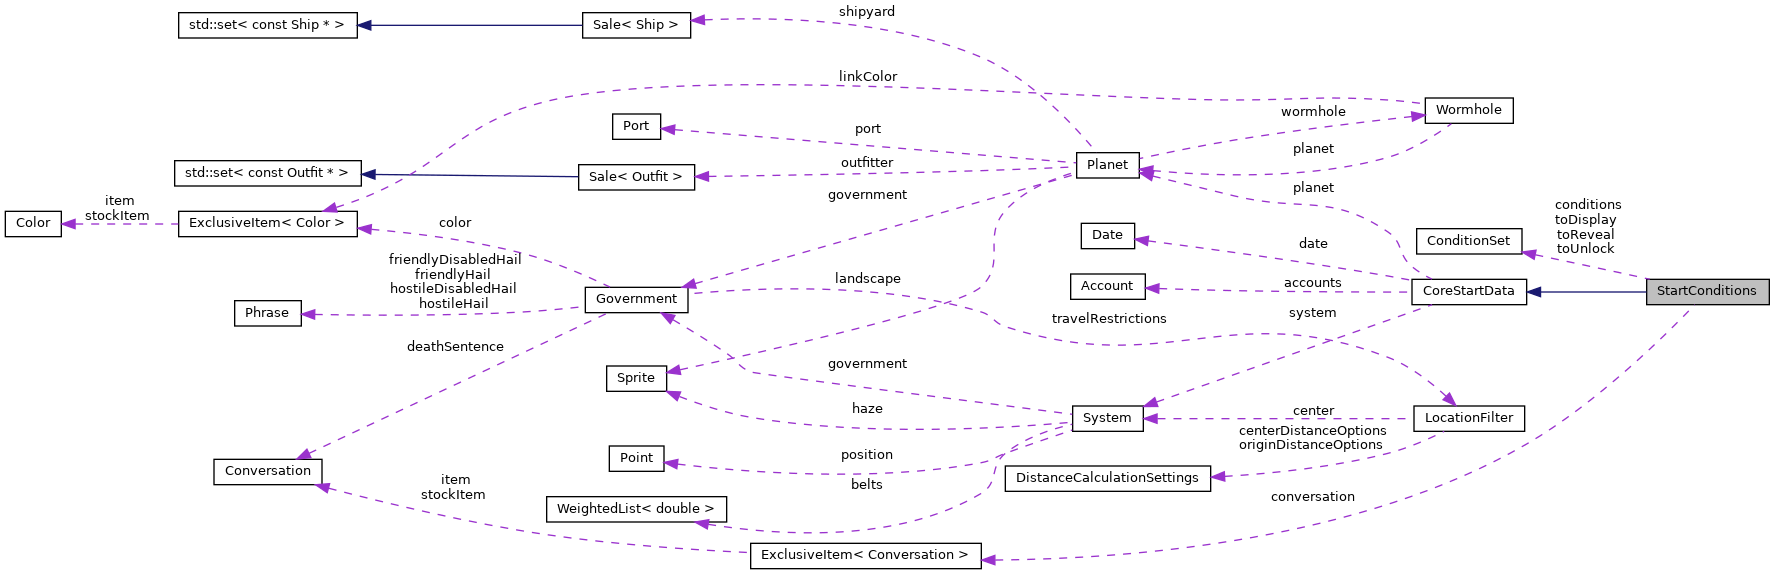 shipyard
std::set< const Ship * >
Sale< Ship >
linkColor
Wormhole
wormhole
Port
port
planet
outfitter
Planet
std::set< const Outfit * >
Sale< Outfit >
planet
government
item
stockItem
Color
ExclusiveItem< Color >
color
Date
date
ConditionSet
conditions
toDisplay
toReveal
toUnlock
friendlyDisabledHail
friendlyHail
hostileDisabledHail
hostileHail
landscape
Account
accounts
CoreStartData
StartConditions
Phrase
Government
travelRestrictions
system
deathSentence
government
Sprite
haze
System
center
LocationFilter
centerDistanceOptions
originDistanceOptions
Point
position
Conversation
item
stockItem
belts
DistanceCalculationSettings
conversation
WeightedList< double >
ExclusiveItem< Conversation >